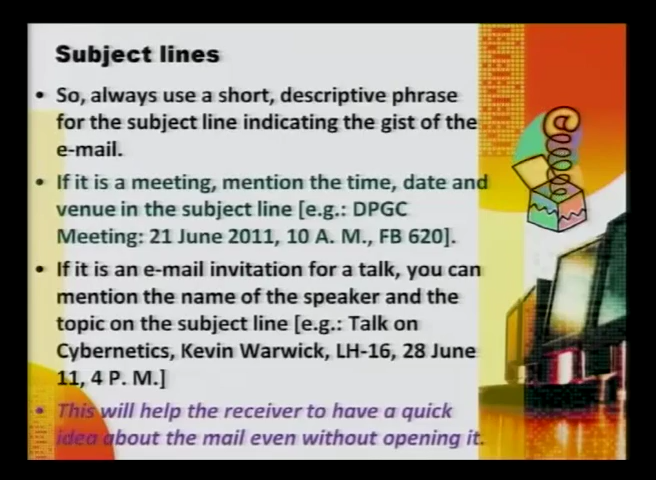 Subject lines
• So, always use a short, descriptive phrase
for the subject line indicating the gist of the
e-mail.
• If it is a meeting, mention the time, date and
venue in the subject line [e.g.: DPGC
Meeting: 21 June 2011, 10 A. M., FB 620].
• If it is an e-mail invitation for a talk, you can
mention the name of the speaker and the
topic on the subject line [e.g.: Talk on
Cybernetics, Kevin Warwick, LH-16, 28 June
11, 4 P. M.]
• This will help the receiver to have a quick
idea about the mail even without opening it.
@